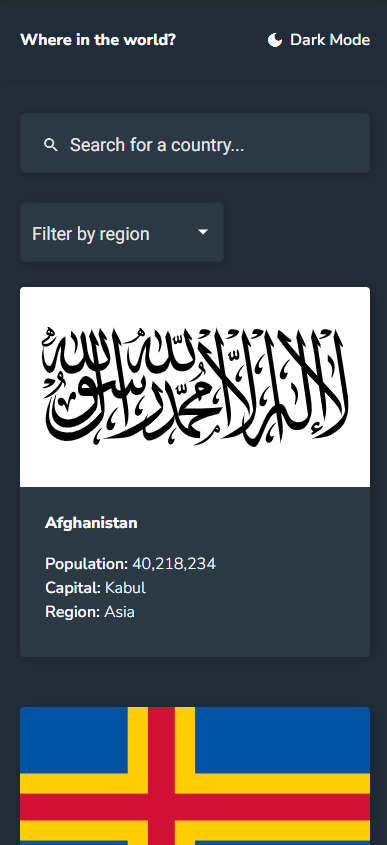 Where in the world?
Dark Mode
Search for a country...
Filter by region
لا إله إلا الله محمد رسول الله
Afghanistan
Population: 40,218,234
Capital: Kabul
Region: Asia